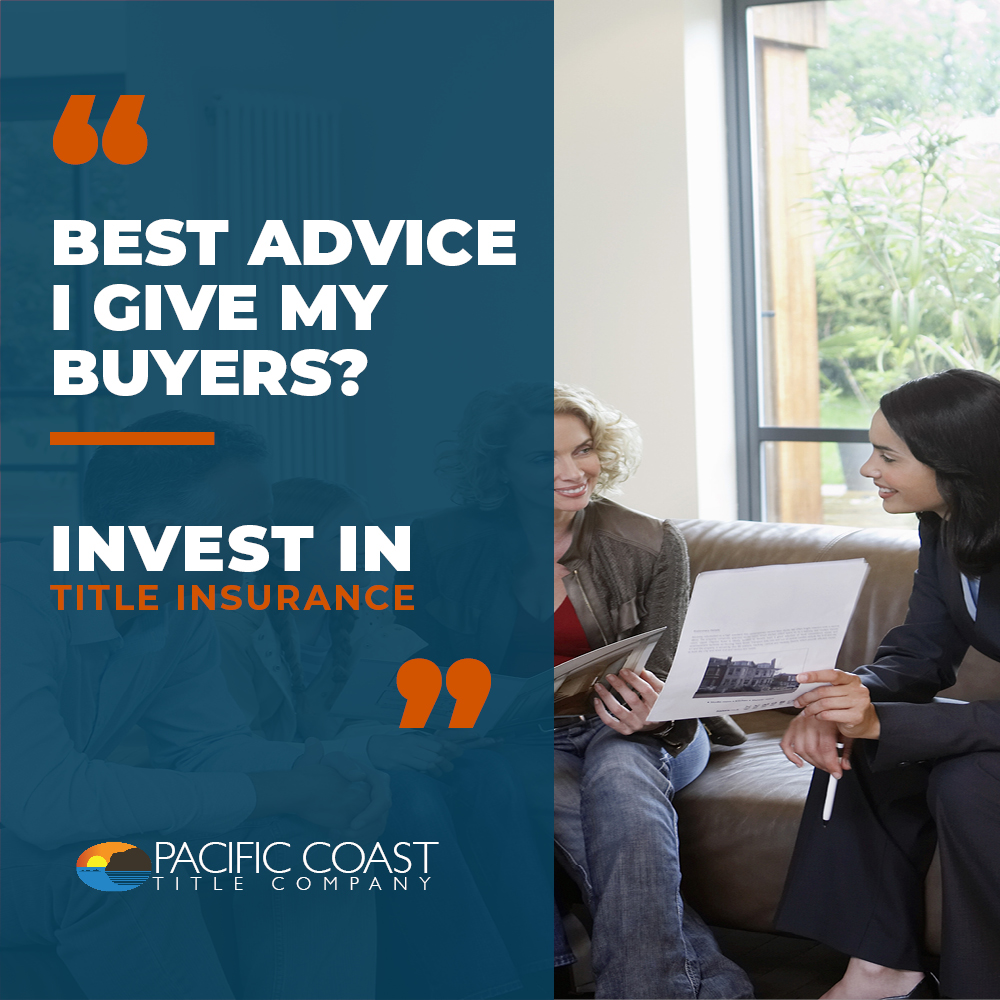 “
BEST ADVICE
I GIVE MY
BUYERS?
INVEST IN
TITLE INSURANCE
”
PACIFIC COAST
TITLE COMPANY